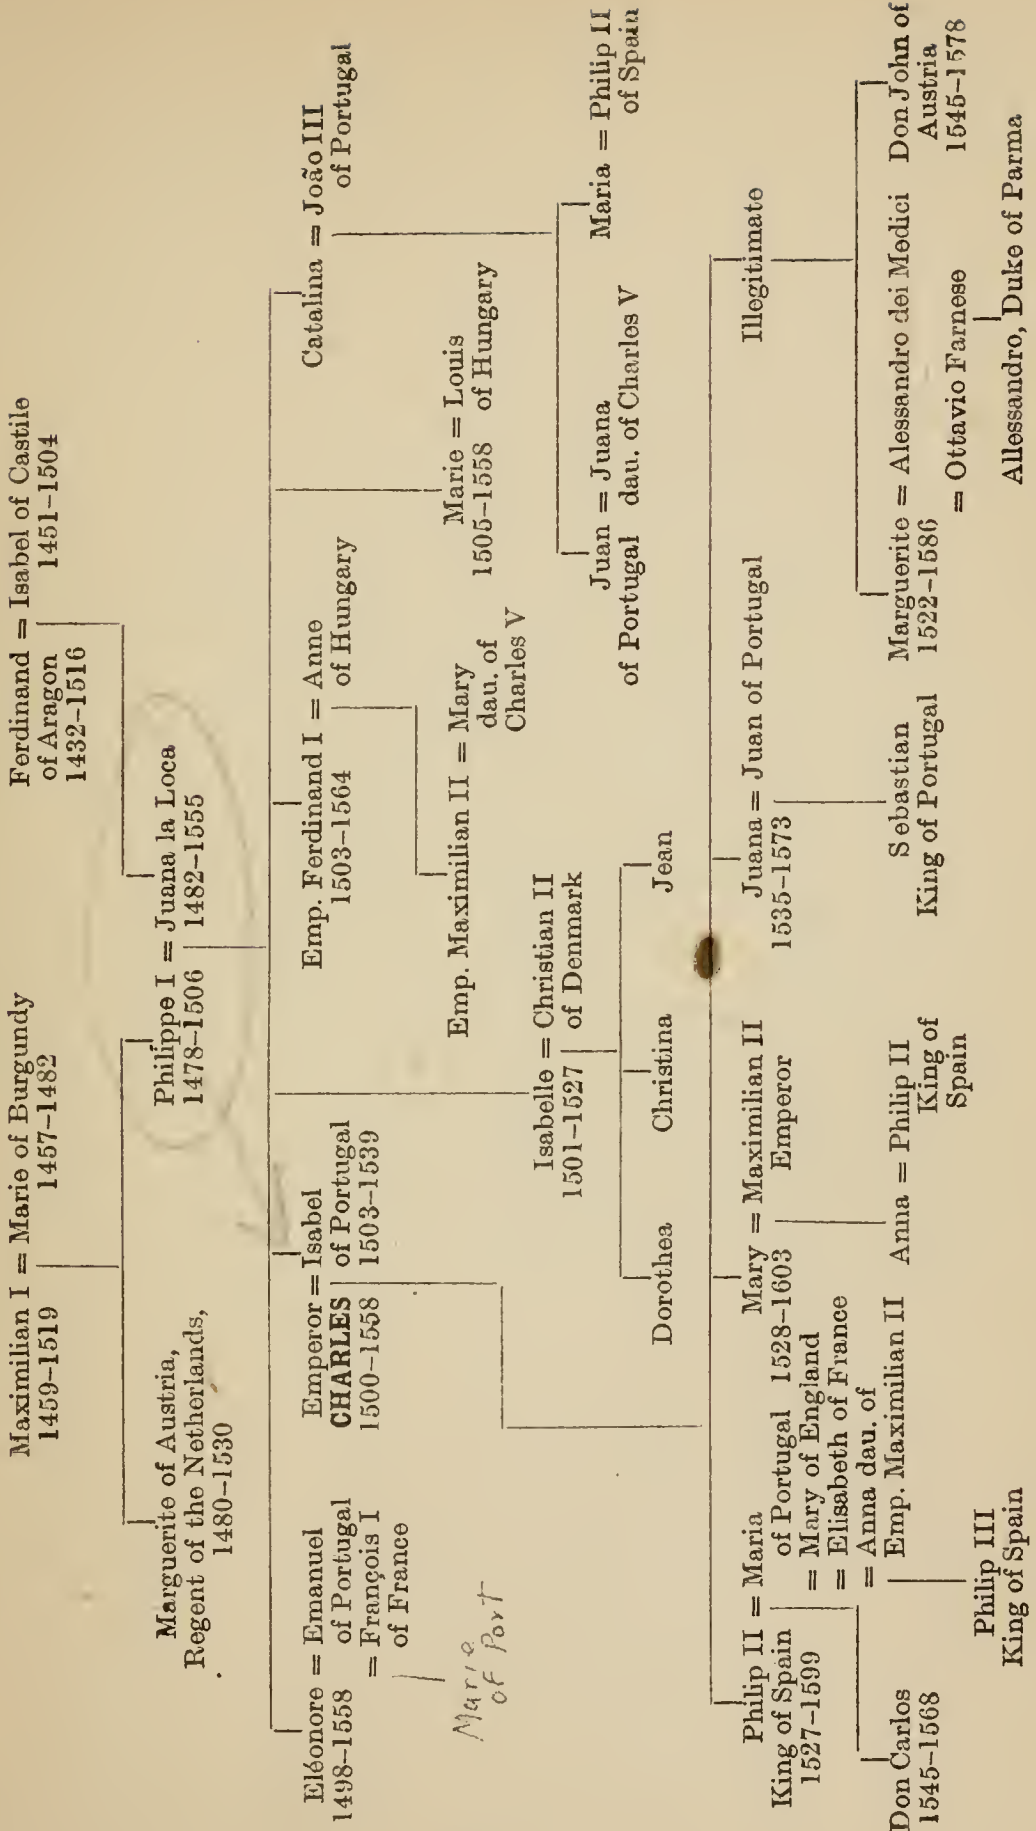 Maximilian I = Marie of Burgundy
1459–1519 1457–1482
Ferdinand = Isabel of Castile
of Aragon 1451–1504
1432–1516
Marguerite of Austria,
Regent of the Netherlands,
1480–1530
Philippe I = Juana la Loca
1478–1506 1482–1555
Eléonore = Emanuel
1498–1558 of Portugal
= François I
of France
Marie
of Port
Emperor = Isabel
CHARLES of Portugal
1500–1558 1503–1539
Emp. Ferdinand I = Anne
1503–1564 of Hungary
Catalina = João III
of Portugal
Emp. Maximilian II = Mary
dau. of
Charles V
Marie = Louis
1505–1558 of Hungary
Isabelle = Christian II
1501–1527 of Denmark
Juan = Juana
of Portugal dau. of Charles V
Maria = Philip II
of Spain
Dorothea Christina Jean
Philip II = Maria
King of Spain of Portugal
1527–1599 = Mary of England
= Elisabeth of France
= Anna dau. of
Emp. Maximilian II
Mary = Maximilian II
1528–1603 Emperor
Juana = Juan of Portugal
1535–1573
Illegitimate
Don Carlos
1545–1568
Philip III
King of Spain
Anna = Philip II
King of
Spain
Sebastian
King of Portugal
Marguerite = Alessandro dei Medici
1522–1586
= Ottavio Farnese
Don John of
Austria
1545–1578
Allessandro, Duke of Parma